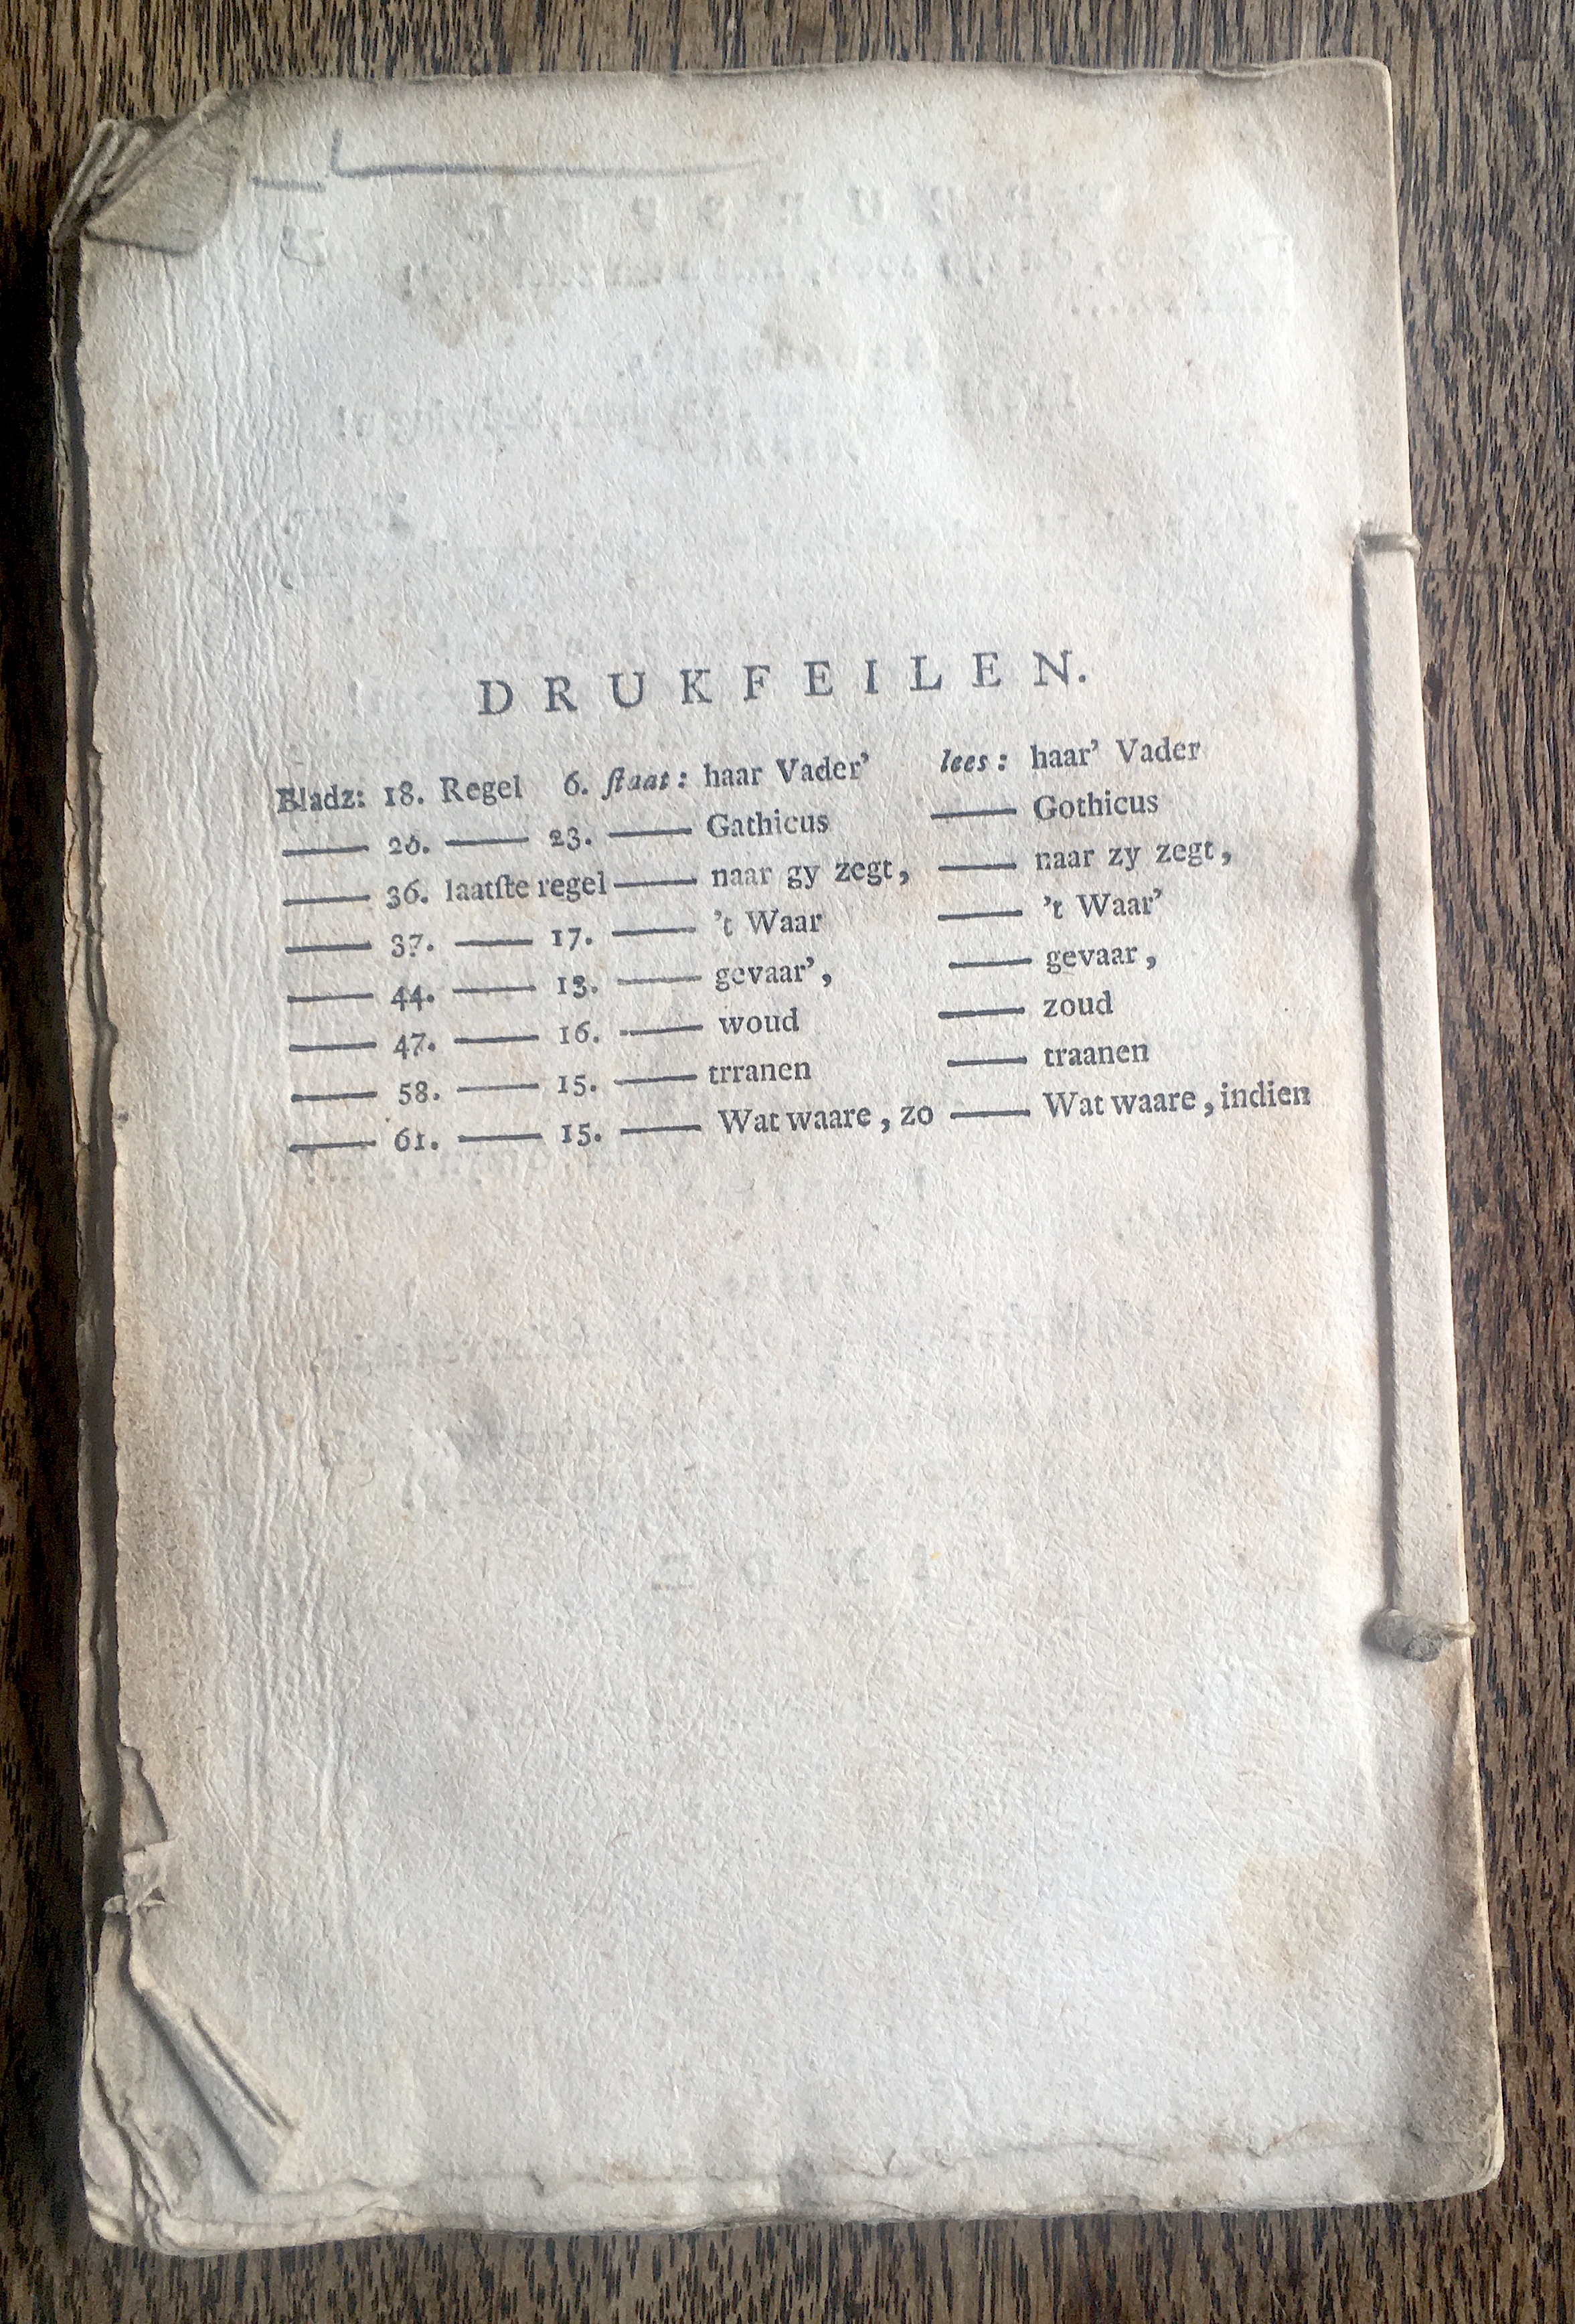 DRUKFEILEN.
Bladz: 18. Regel 6. ſtaat: haar Vader’ lees: haar’ Vader
—— 26. —— 23. —— Gathicus —— Gothicus
—— 36. laatſte regel —— naar gy zegt, —— naar zy zegt,
—— 37. —— 17. —— ’t Waar —— ’t Waar’
—— 44. —— 13. —— gevaar’, —— gevaar,
—— 47. —— 16. —— woud —— zoud
—— 58. —— 15. —— trranen —— traanen
—— 61. —— 15. —— Wat waare, zo —— Wat waare, indien